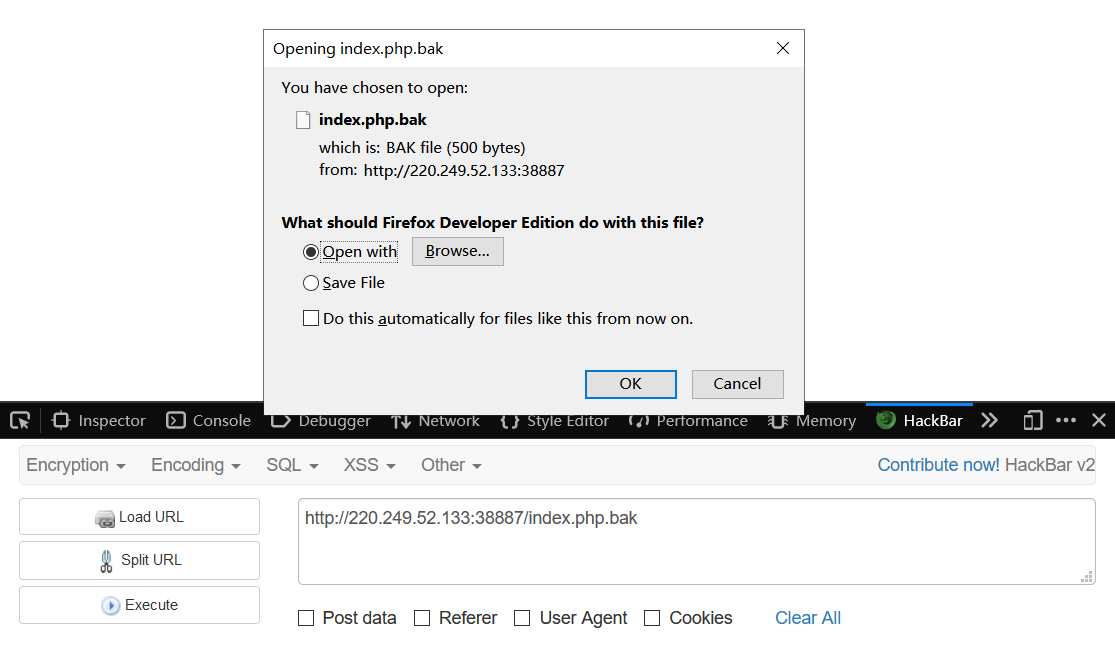 Opening index.php.bak
You have chosen to open:
index.php.bak
which is: BAK file (500 bytes)
from: http://220.249.52.133:38887
What should Firefox Developer Edition do with this file?
Open with Browse...
Save File
Do this automatically for files like this from now on.
OK Cancel
Inspector Console Debugger Network Style Editor Performance Memory HackBar
Encryption Encoding SQL XSS Other Contribute now! HackBar v2
Load URL http://220.249.52.133:38887/index.php.bak
Split URL
Execute
Post data Referer User Agent Cookies Clear All